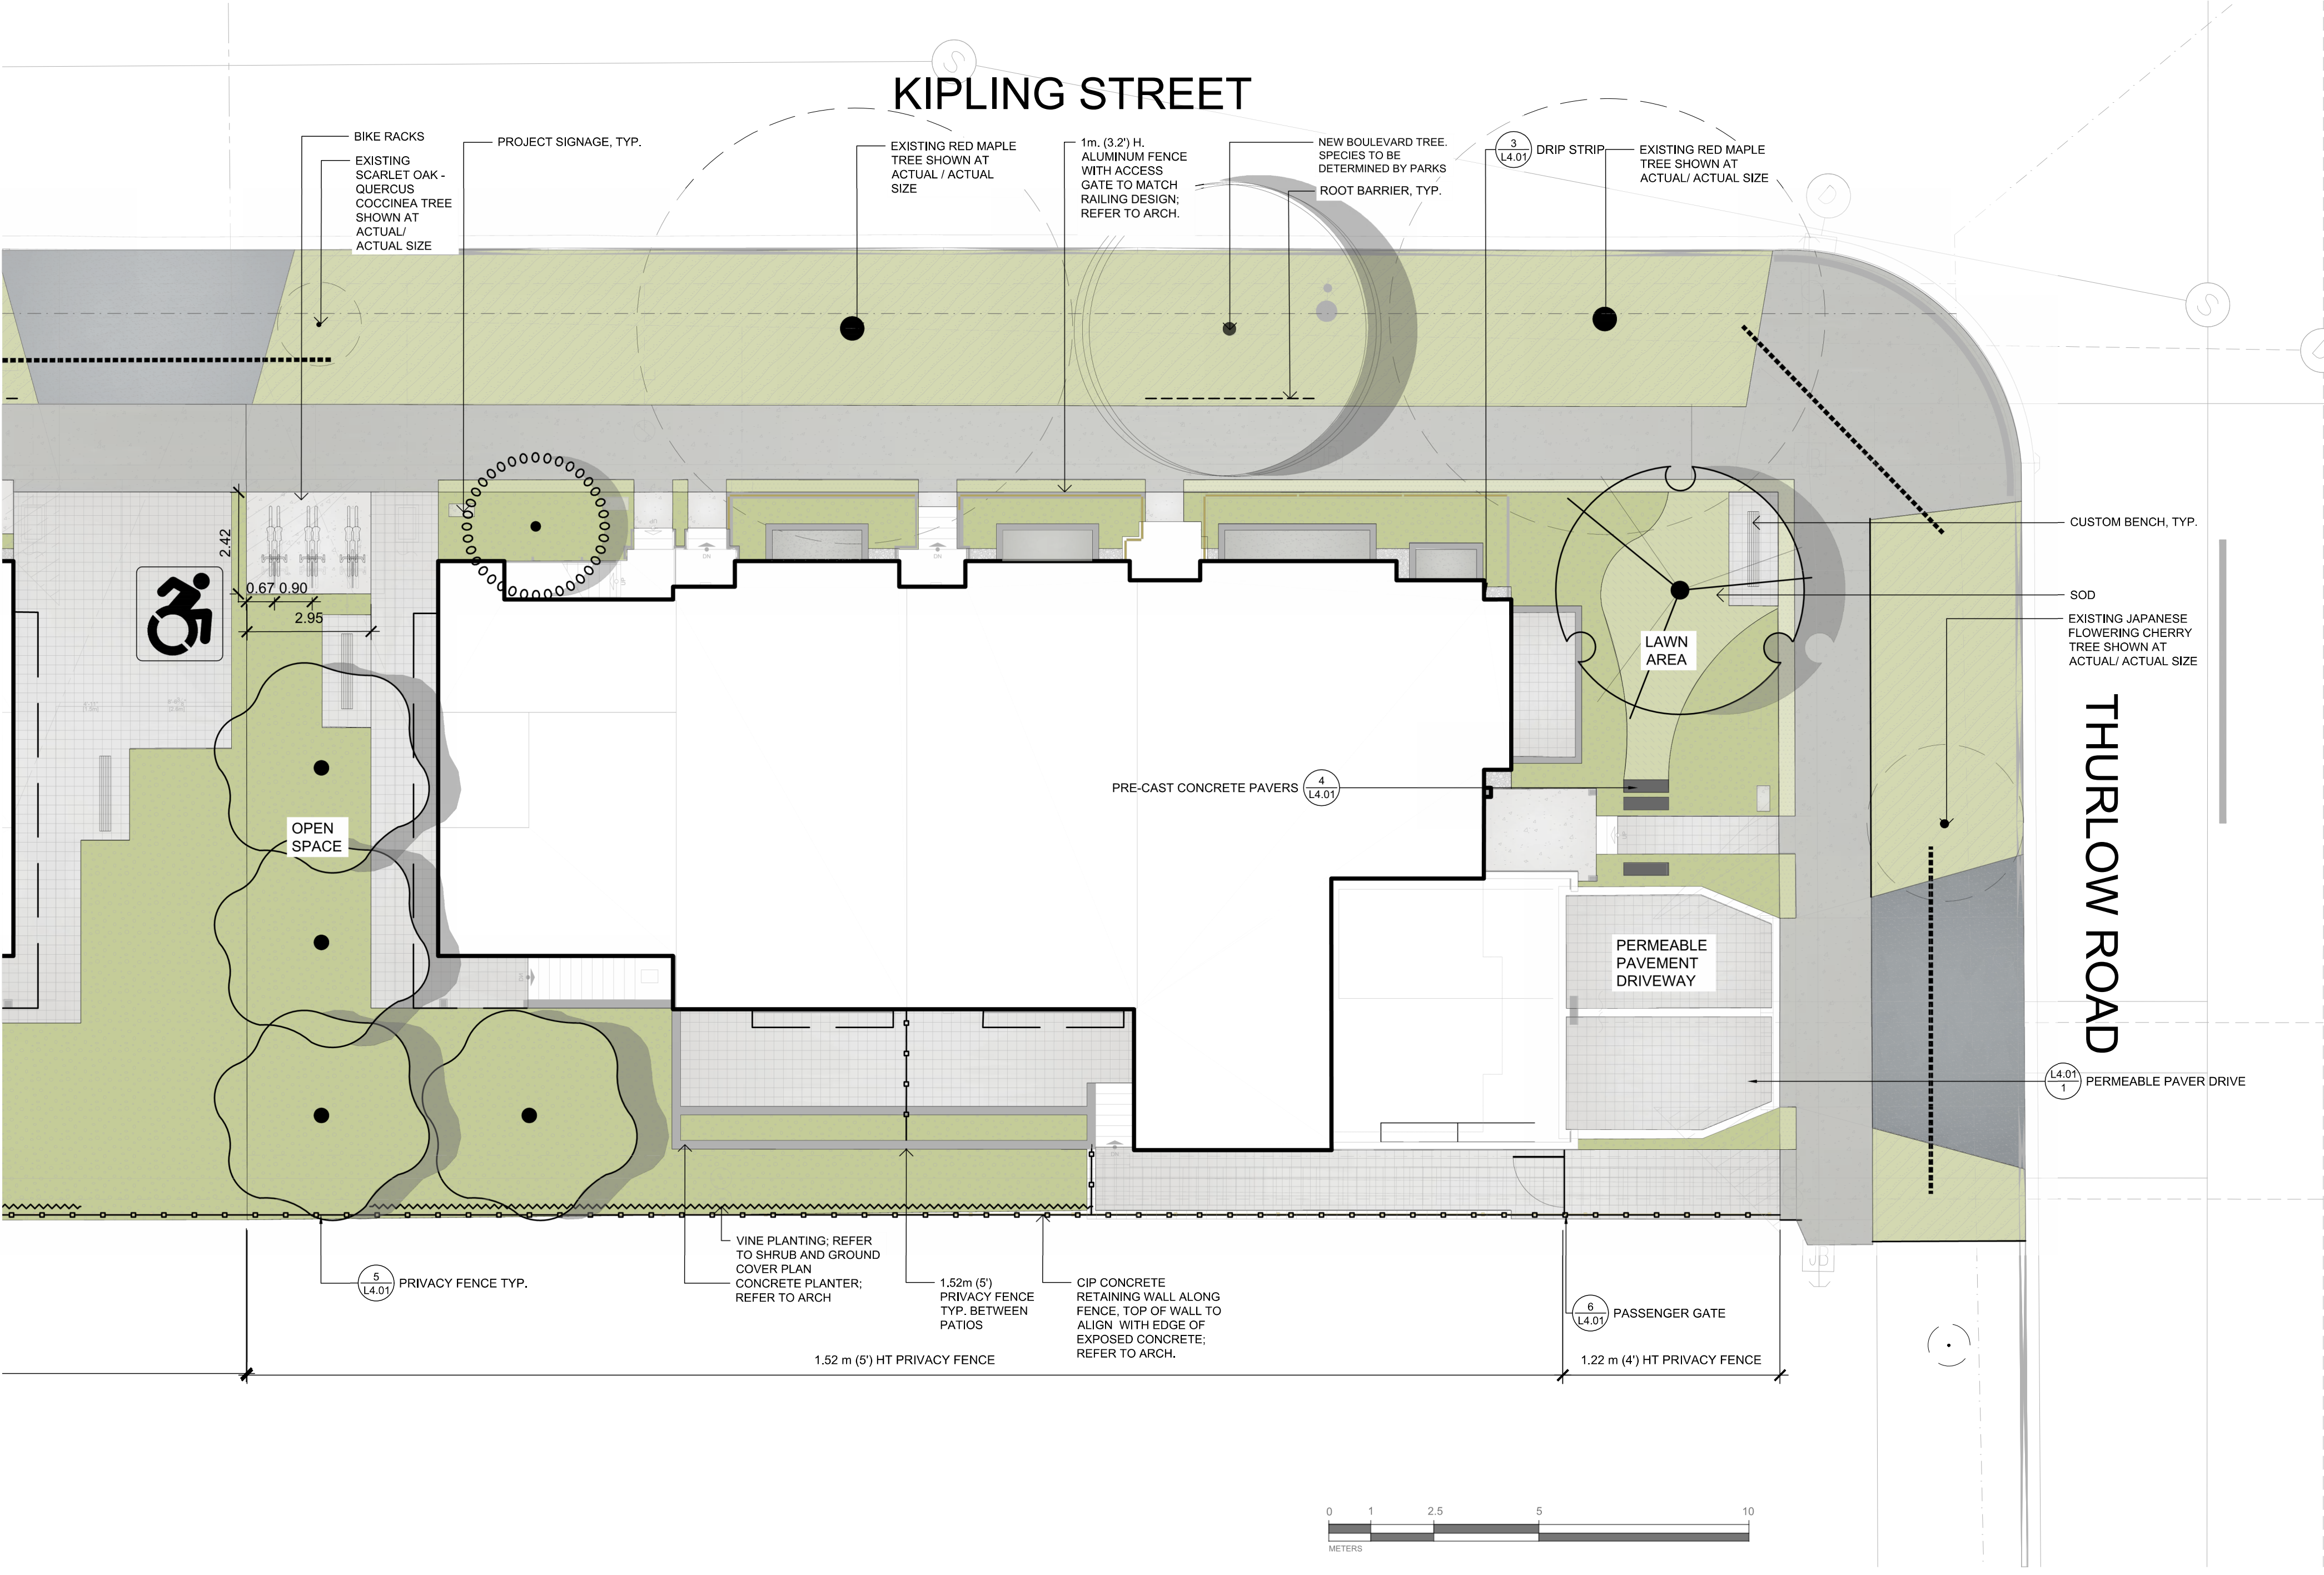 KIPLING STREET
BIKE RACKS
EXISTING
SCARLET OAK -
QUERCUS
COCCINEA TREE
SHOWN AT
ACTUAL/
ACTUAL SIZE
PROJECT SIGNAGE, TYP.
EXISTING RED MAPLE
TREE SHOWN AT
ACTUAL / ACTUAL
SIZE
1m. (3.2') H.
ALUMINUM FENCE
WITH ACCESS
GATE TO MATCH
RAILING DESIGN;
REFER TO ARCH.
NEW BOULEVARD TREE.
SPECIES TO BE
DETERMINED BY PARKS
ROOT BARRIER, TYP.
3
L4.01
DRIP STRIP
EXISTING RED MAPLE
TREE SHOWN AT
ACTUAL/ ACTUAL SIZE
S
D
S
D
2.42
0.67 0.90
2.95
DN
DN
CUSTOM BENCH, TYP.
SOD
EXISTING JAPANESE
FLOWERING CHERRY
TREE SHOWN AT
ACTUAL/ ACTUAL SIZE
LAWN
AREA
THURLOW ROAD
PRE-CAST CONCRETE PAVERS
4
L4.01
OPEN
SPACE
PERMEABLE
PAVEMENT
DRIVEWAY
L4.01
1
PERMEABLE PAVER DRIVE
DN
5
L4.01
PRIVACY FENCE TYP.
VINE PLANTING; REFER
TO SHRUB AND GROUND
COVER PLAN
CONCRETE PLANTER;
REFER TO ARCH
1.52m (5')
PRIVACY FENCE
TYP. BETWEEN
PATIOS
CIP CONCRETE
RETAINING WALL ALONG
FENCE, TOP OF WALL TO
ALIGN WITH EDGE OF
EXPOSED CONCRETE;
REFER TO ARCH.
6
L4.01
PASSENGER GATE
JB
1.52 m (5') HT PRIVACY FENCE
1.22 m (4') HT PRIVACY FENCE
0 1 2.5 5 10
METERS